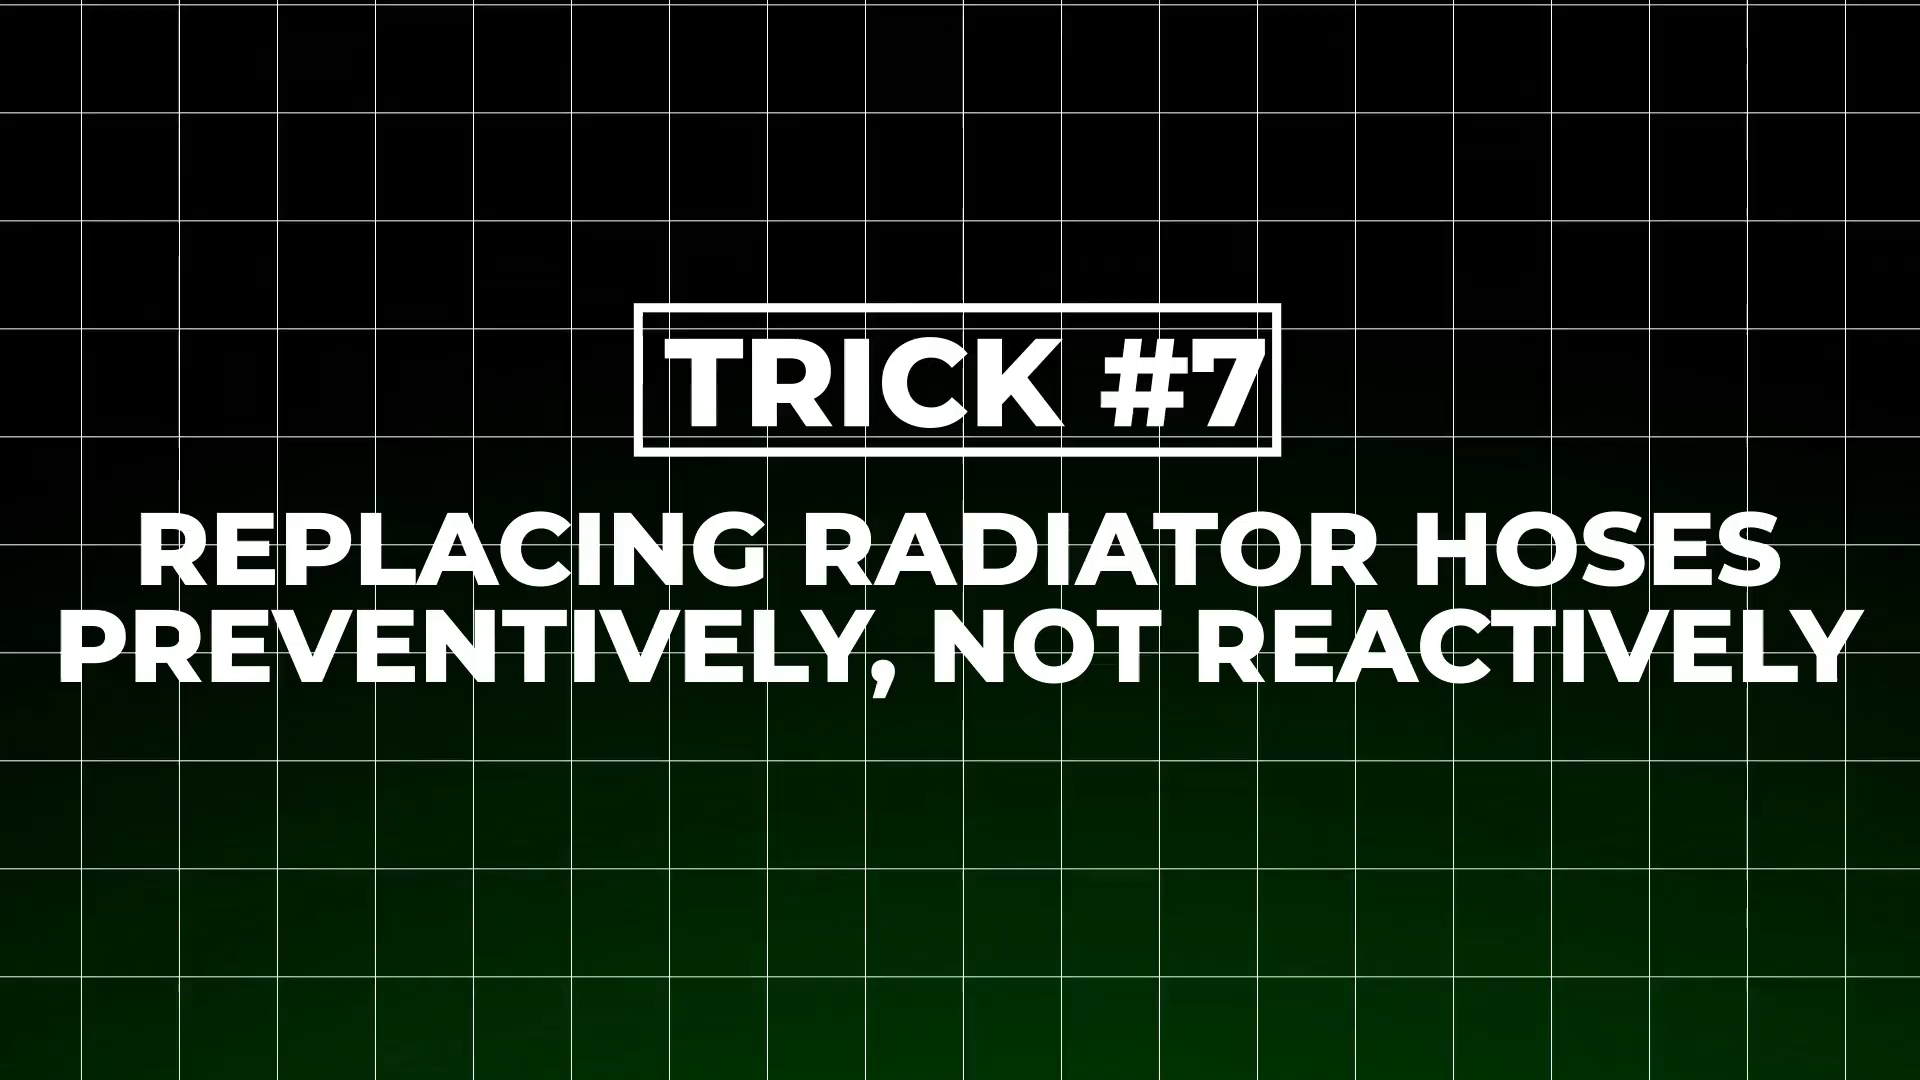 TRICK #7
REPLACING RADIATOR HOSES
PREVENTIVELY, NOT REACTIVELY